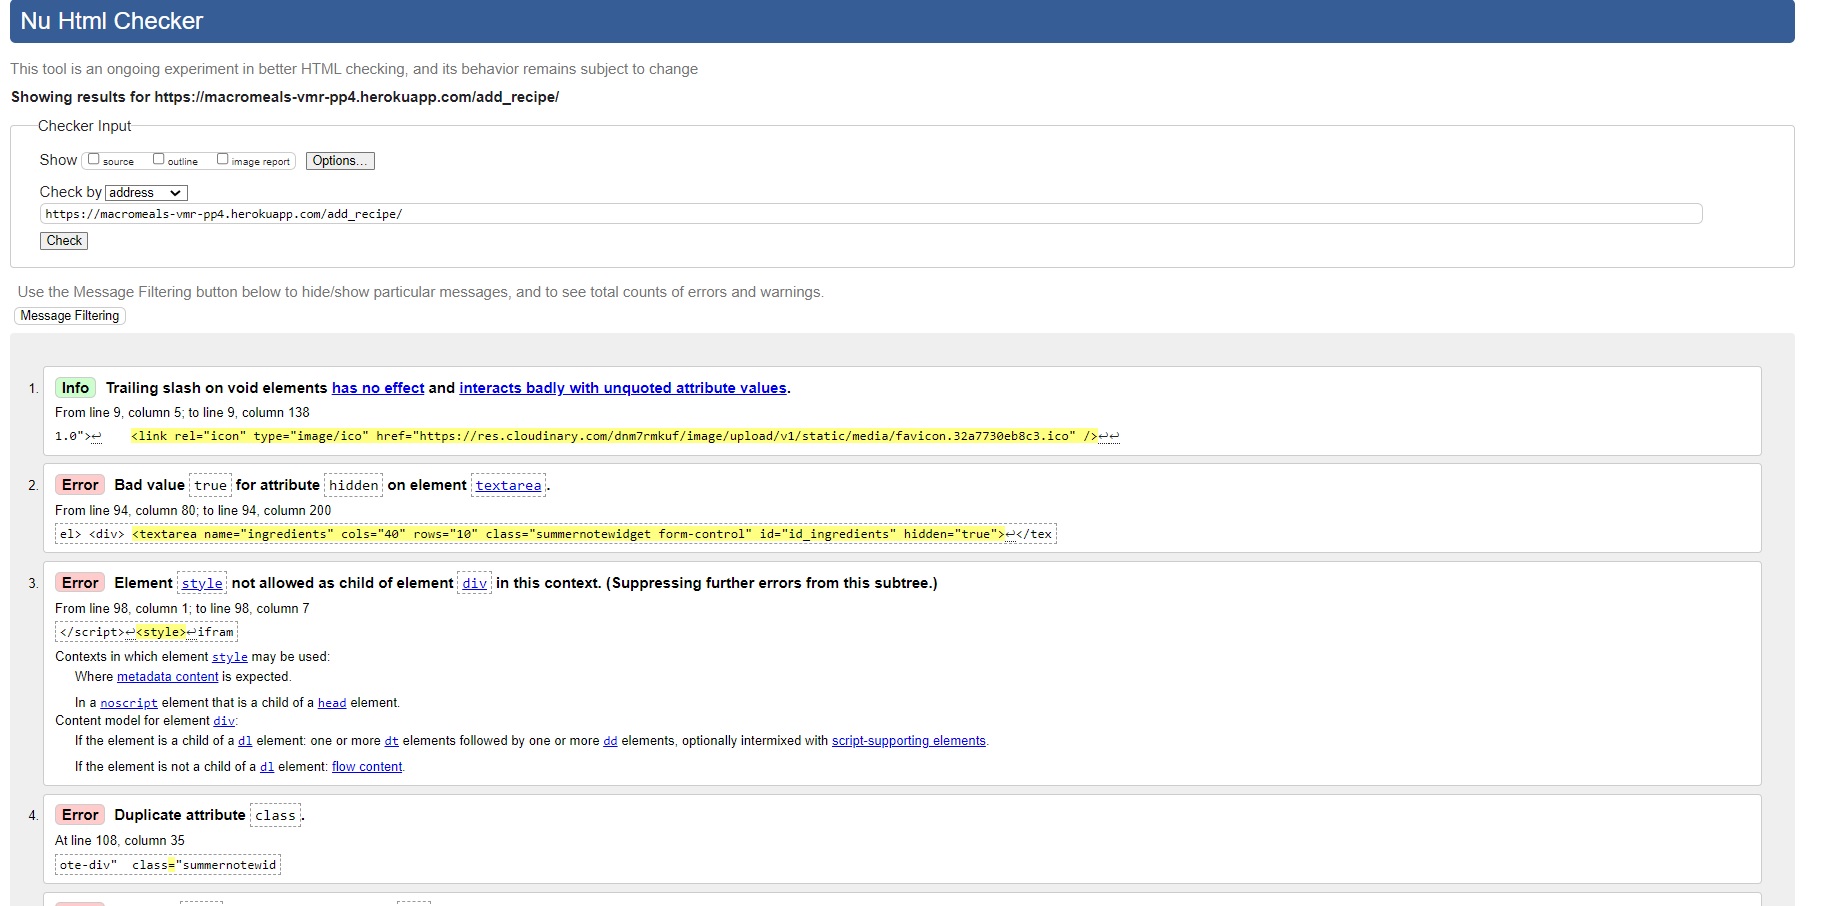 Nu Html Checker
This tool is an ongoing experiment in better HTML checking, and its behavior remains subject to change
Showing results for https://macromeals-vmr-pp4.herokuapp.com/add_recipe/
Checker Input
Show source outline image report Options...
Check by address
https://macromeals-vmr-pp4.herokuapp.com/add_recipe/
Check
Use the Message Filtering button below to hide/show particular messages, and to see total counts of errors and warnings.
Message Filtering
1. Info Trailing slash on void elements has no effect and interacts badly with unquoted attribute values.
From line 9, column 5; to line 9, column 138
1.0">↩    <link rel="icon" type="image/ico" href="https://res.cloudinary.com/dnm7rmkuf/image/upload/v1/static/media/favicon.32a7730eb8c3.ico" />↩↩
2. Error Bad value true for attribute hidden on element textarea.
From line 94, column 80; to line 94, column 200
el> <div> <textarea name="ingredients" cols="40" rows="10" class="summernotewidget form-control" id="id_ingredients" hidden="true">↩</tex
3. Error Element style not allowed as child of element div in this context. (Suppressing further errors from this subtree.)
From line 98, column 1; to line 98, column 7
</script>↩<style>↩ifram
Contexts in which element style may be used:
Where metadata content is expected.
In a noscript element that is a child of a head element.
Content model for element div:
If the element is a child of a dl element: one or more dt elements followed by one or more dd elements, optionally intermixed with script-supporting elements.
If the element is not a child of a dl element: flow content.
4. Error Duplicate attribute class.
At line 108, column 35
ote-div"  class="summernotewid